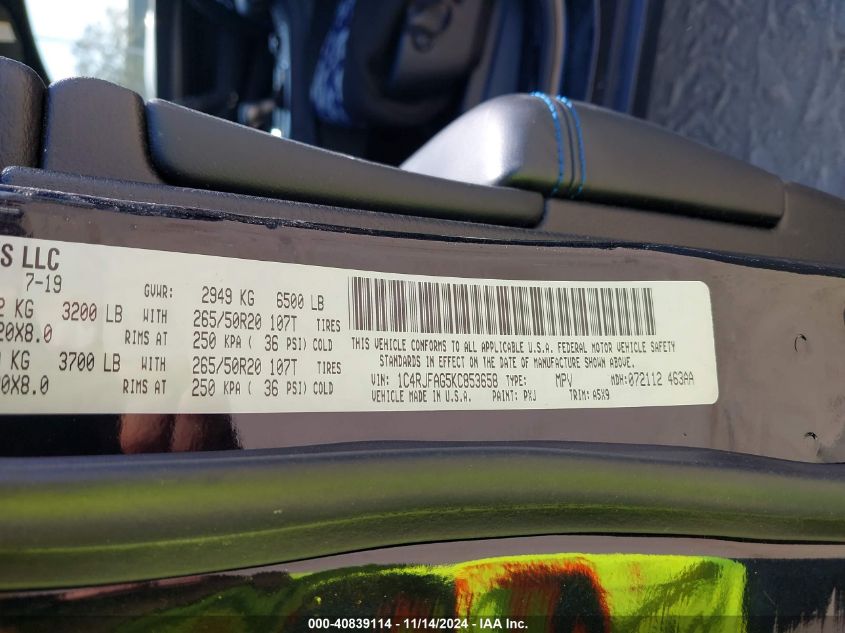 S LLC
7-19 GVWR: 2949 KG 6500 LB
KG 3200 LB WITH 265/50R20 107T TIRES
20X8.0 RIMS AT 250 KPA ( 36 PSI) COLD
KG 3700 LB WITH 265/50R20 107T TIRES
0X8.0 RIMS AT 250 KPA ( 36 PSI) COLD
THIS VEHICLE CONFORMS TO ALL APPLICABLE U.S.A. FEDERAL MOTOR VEHICLE SAFETY
STANDARDS IN EFFECT ON THE DATE OF MANUFACTURE SHOWN ABOVE.
VIN: 1C4RJFAG5KC853658 TYPE: MPV MDH:072112 463AA
VEHICLE MADE IN U.S.A. PAINT: PXJ TRIM: A5X9
000-40839114 - 11/14/2024 - IAA Inc.